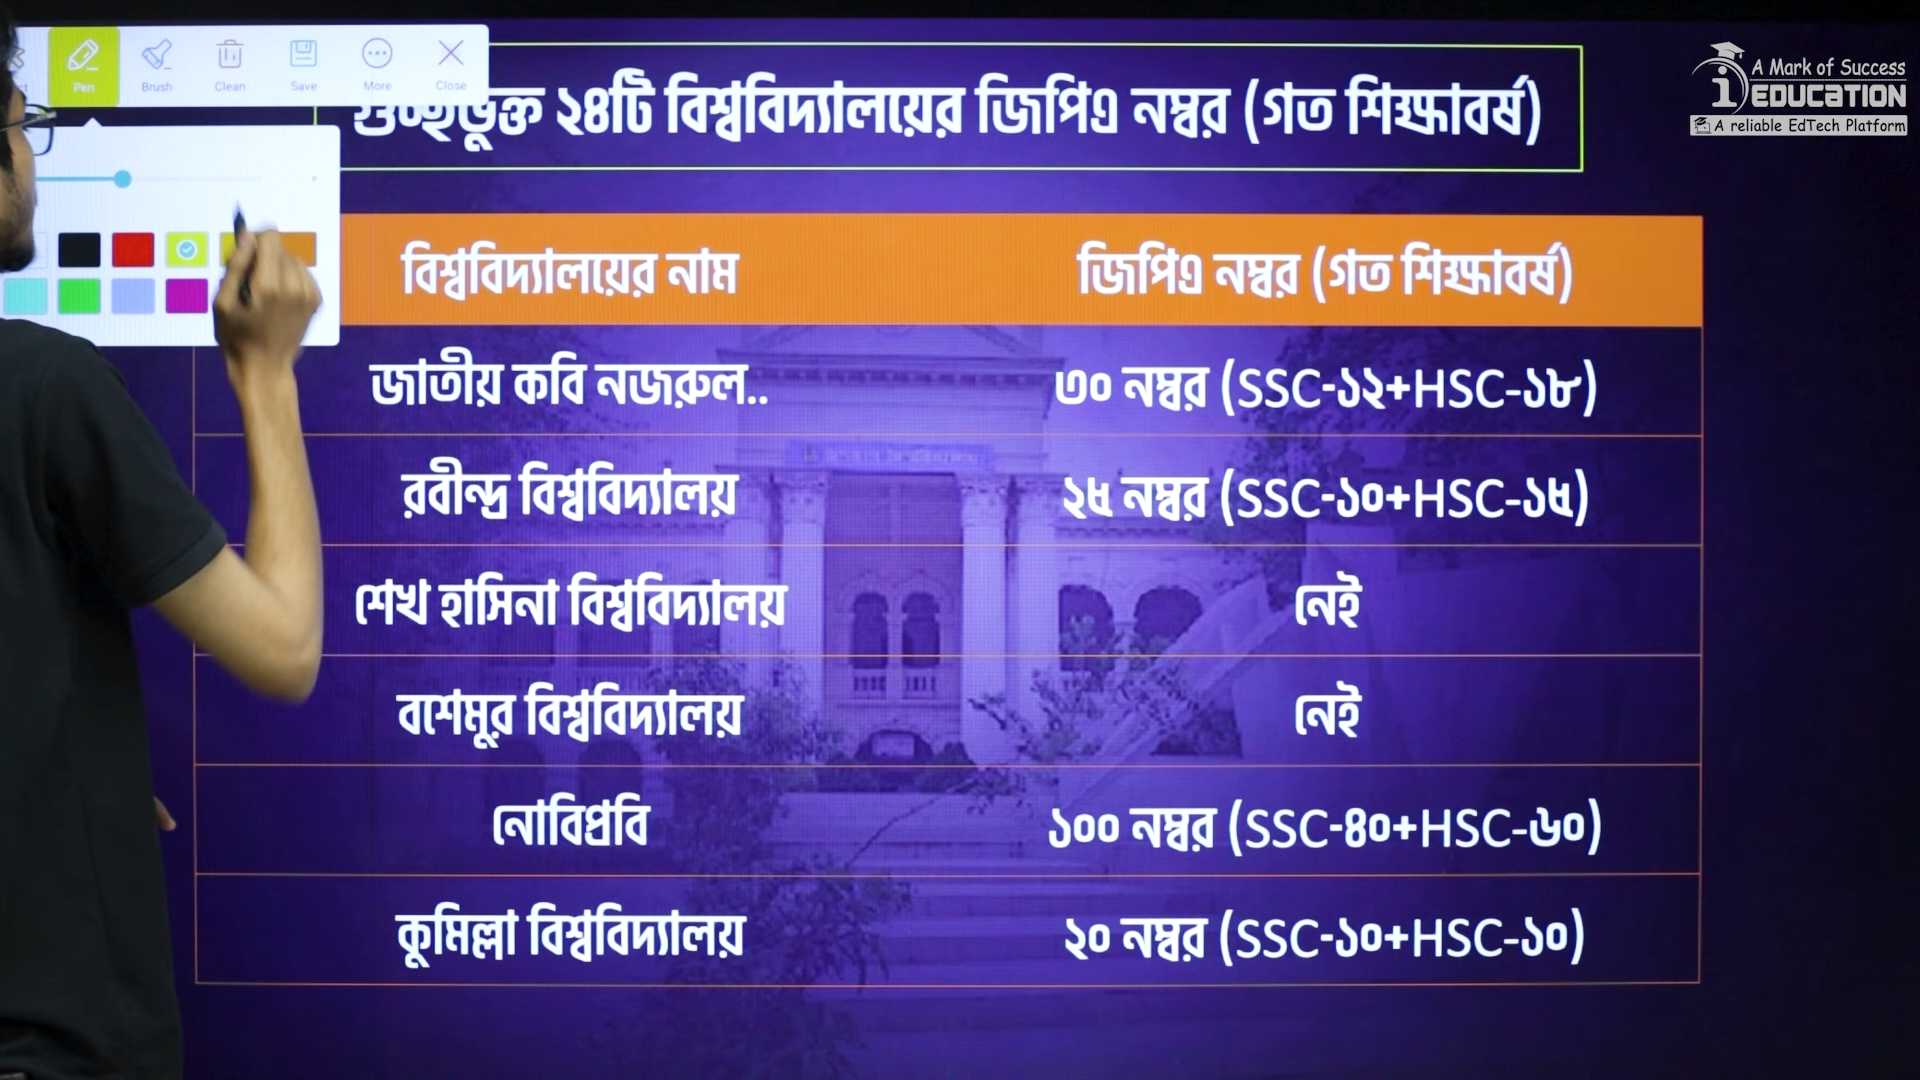 Pen
Brush
Clean
Save
More
Close
A Mark of Success
EDUCATION
A reliable EdTech Platform
গুচ্ছভুক্ত ২৪টি বিশ্ববিদ্যালয়ের জিপিএ নম্বর (গত শিক্ষাবর্ষ)
বিশ্ববিদ্যালয়ের নাম জিপিএ নম্বর (গত শিক্ষাবর্ষ)
জাতীয় কবি নজরুল.. ৩০ নম্বর (SSC-১২+HSC-১৮)
রবীন্দ্র বিশ্ববিদ্যালয় ২৫ নম্বর (SSC-১০+HSC-১৫)
শেখ হাসিনা বিশ্ববিদ্যালয় নেই
বশেমুর বিশ্ববিদ্যালয় নেই
নোবিপ্রবি ১০০ নম্বর (SSC-৪০+HSC-৬০)
কুমিল্লা বিশ্ববিদ্যালয় ২০ নম্বর (SSC-১০+HSC-১০)